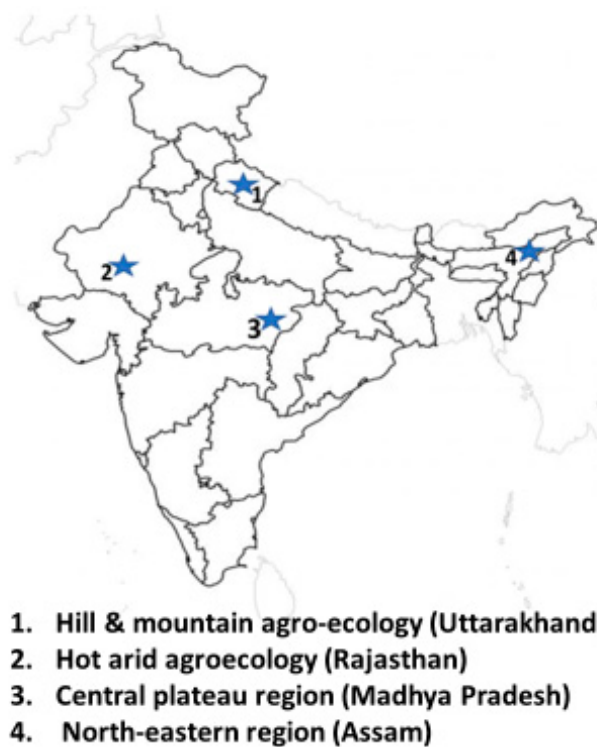 1
2
4
3
1. Hill & mountain agro-ecology (Uttarakhand
2. Hot arid agroecology (Rajasthan)
3. Central plateau region (Madhya Pradesh)
4. North-eastern region (Assam)